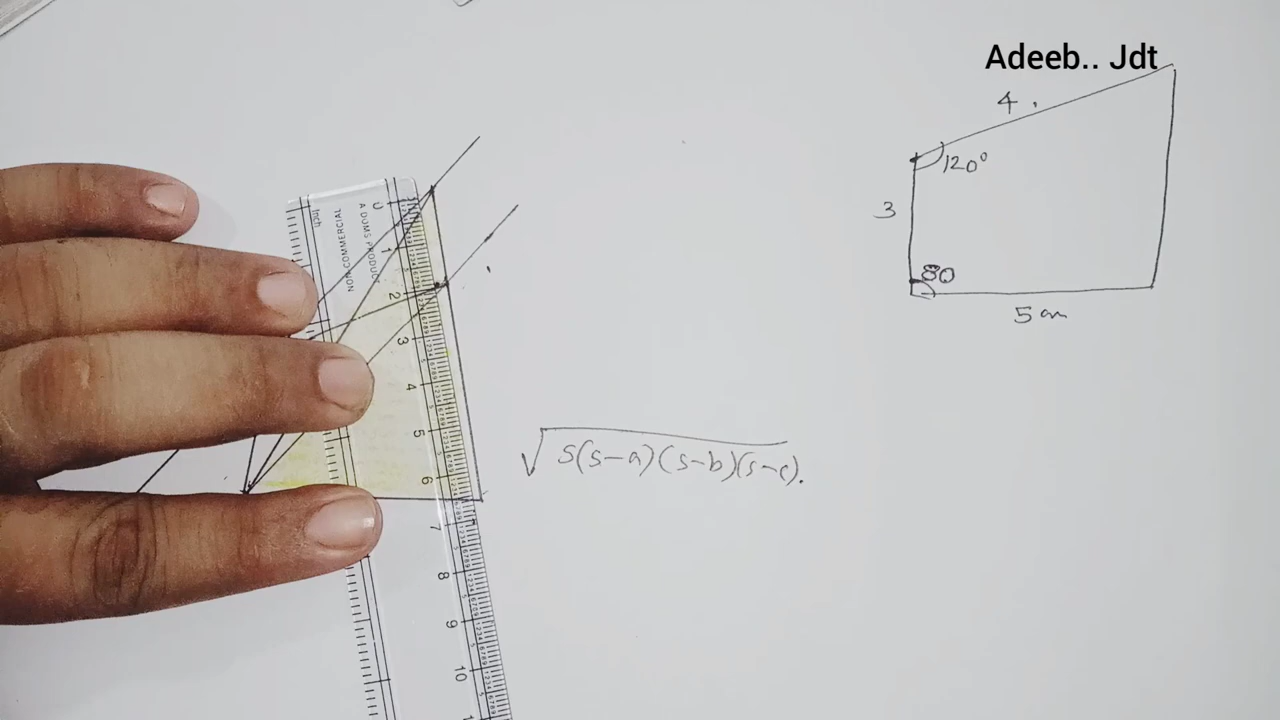 Adeeb.. Jdt
4
120°
3
80
5 cm
√s(s-a)(s-b)(s-c).
Inch
NON-COMMERCIAL
A DOMS PRODUCT
0
1
2
3
4
5
6
7
8
9
10